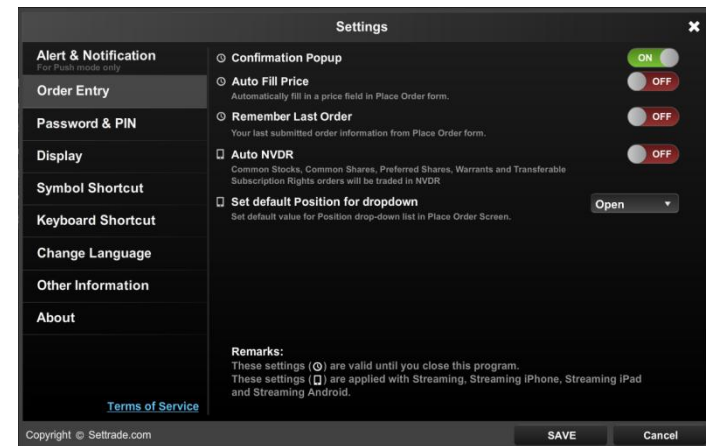 Settings
Alert & Notification
For Push mode only
Order Entry
Password & PIN
Display
Symbol Shortcut
Keyboard Shortcut
Change Language
Other Information
About
Terms of Service
Confirmation Popup
ON
Auto Fill Price
OFF
Automatically fill in a price field in Place Order form.
Remember Last Order
OFF
Your last submitted order information from Place Order form.
Auto NVDR
OFF
Common Stocks, Common Shares, Preferred Shares, Warrants and Transferable
Subscription Rights orders will be traded in NVDR
Set default Position for dropdown
Open
Set default value for Position drop-down list in Place Order Screen.
Remarks:
These settings ( ) are valid until you close this program.
These settings ( ) are applied with Streaming, Streaming iPhone, Streaming iPad
and Streaming Android.
Copyright © Settrade.com
SAVE
Cancel